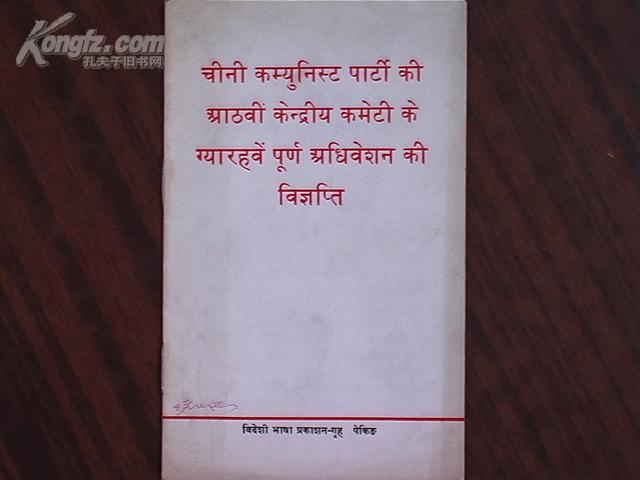 Kongfz.com
孔夫子旧书网
चीनी कम्युनिस्ट पार्टी की
आठवीं केन्द्रीय कमेटी के
ग्यारहवें पूर्ण अधिवेशन की
विज्ञप्ति
विदेशी भाषा प्रकाशन-गृह पेकिङ